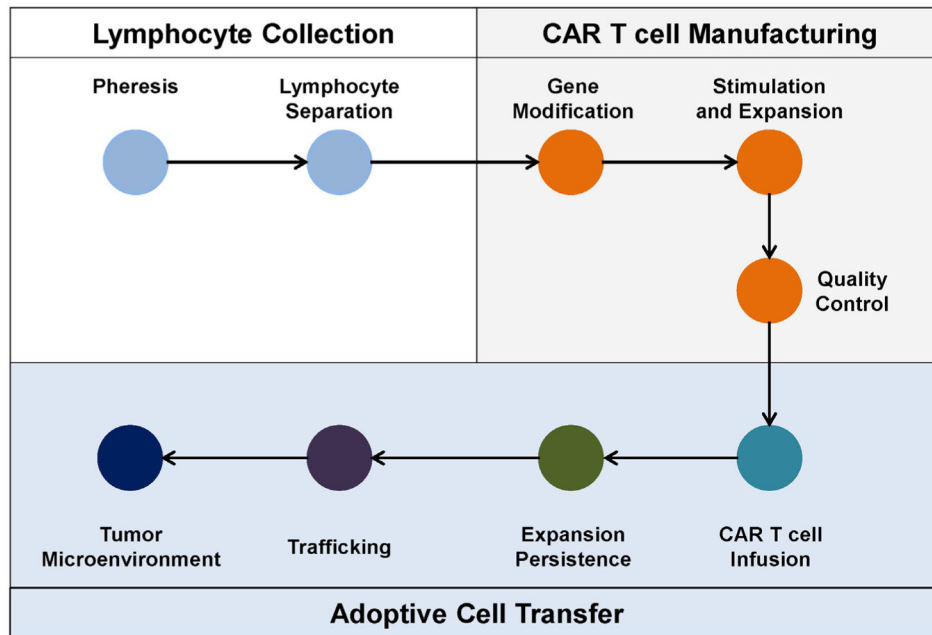 Lymphocyte Collection
CAR T cell Manufacturing
Pheresis
Lymphocyte
Separation
Gene
Modification
Stimulation
and Expansion
Quality
Control
Tumor
Microenvironment
Trafficking
Expansion
Persistence
CAR T cell
Infusion
Adoptive Cell Transfer